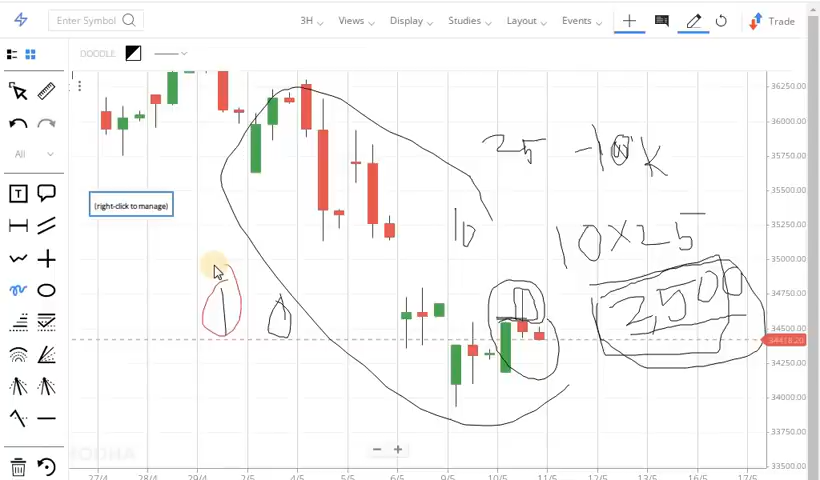 Enter Symbol
3H Views Display Studies Layout Events Trade
DOODLE:
All
(right-click to manage)
25 -10K
10
10X25
2,500
36250.00
36000.00
35750.00
35500.00
35250.00
35000.00
34750.00
34500.00
34418.20
34250.00
34000.00
33750.00
33500.00
27/4 28/4 29/4 2/5 4/5 5/5 6/5 9/5 10/5 11/5 12/5 13/5 16/5 17/5